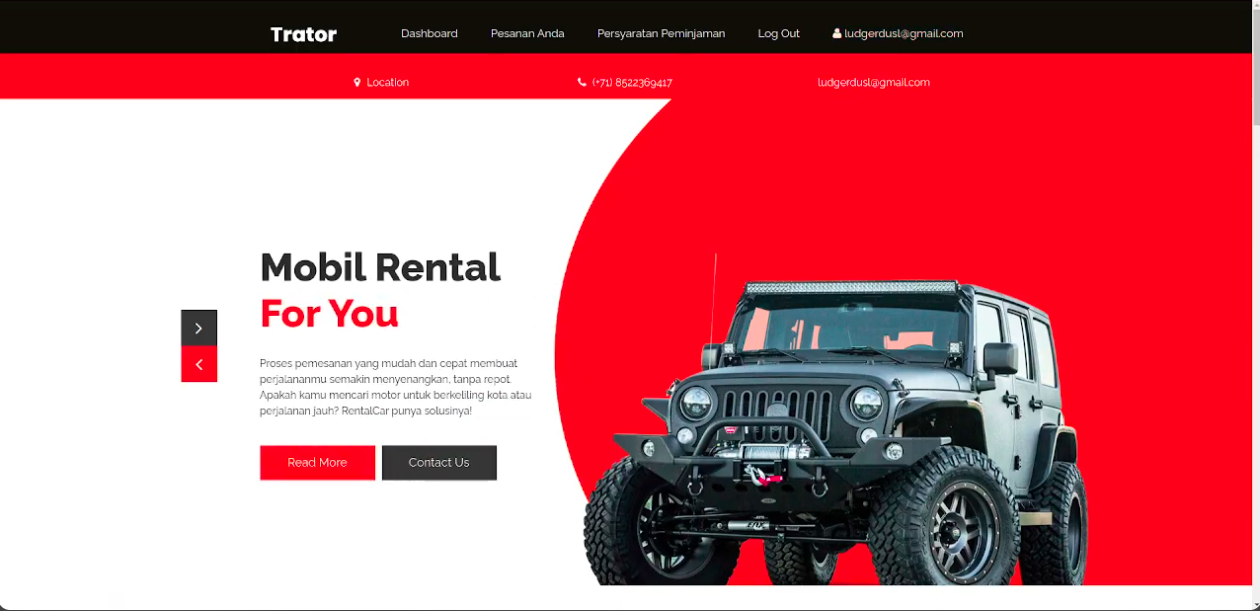 Trator
Dashboard
Pesanan Anda
Persyaratan Peminjaman
Log Out
ludgerdusl@gmail.com
Location
(+71) 8522369417
ludgerdusl@gmail.com
Mobil Rental
For You
Proses pemesanan yang mudah dan cepat membuat
perjalananmu semakin menyenangkan, tanpa repot.
Apakah kamu mencari motor untuk berkeliling kota atau
perjalanan jauh? RentalCar punya solusinya!
Read More
Contact Us